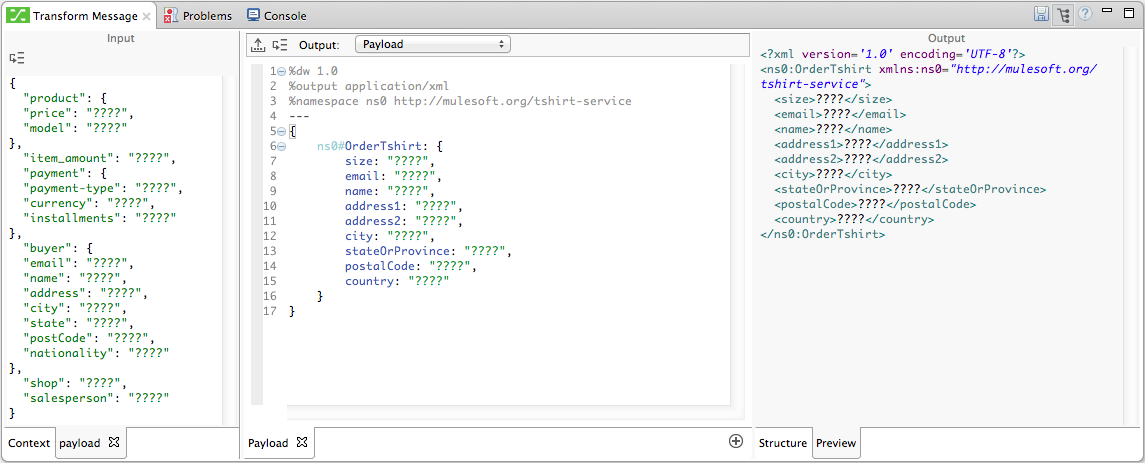 Transform Message
Problems
Console
Input
{
"product": {
"price": "????",
"model": "????"
},
"item_amount": "????",
"payment": {
"payment-type": "????",
"currency": "????",
"installments": "????"
},
"buyer": {
"email": "????",
"name": "????",
"address": "????",
"city": "????",
"state": "????",
"postCode": "????",
"nationality": "????"
},
"shop": "????",
"salesperson": "????"
}
Context
payload
Output:
Payload
1 %dw 1.0
2 %output application/xml
3 %namespace ns0 http://mulesoft.org/tshirt-service
4 ---
5 {
6 ns0#OrderTshirt: {
7 size: "????",
8 email: "????",
9 name: "????",
10 address1: "????",
11 address2: "????",
12 city: "????",
13 stateOrProvince: "????",
14 postalCode: "????",
15 country: "????"
16 }
17 }
Payload
Output
<?xml version='1.0' encoding='UTF-8'?>
<ns0:OrderTshirt xmlns:ns0="http://mulesoft.org/
tshirt-service">
<size>????</size>
<email>????</email>
<name>????</name>
<address1>????</address1>
<address2>????</address2>
<city>????</city>
<stateOrProvince>????</stateOrProvince>
<postalCode>????</postalCode>
<country>????</country>
</ns0:OrderTshirt>
Structure
Preview